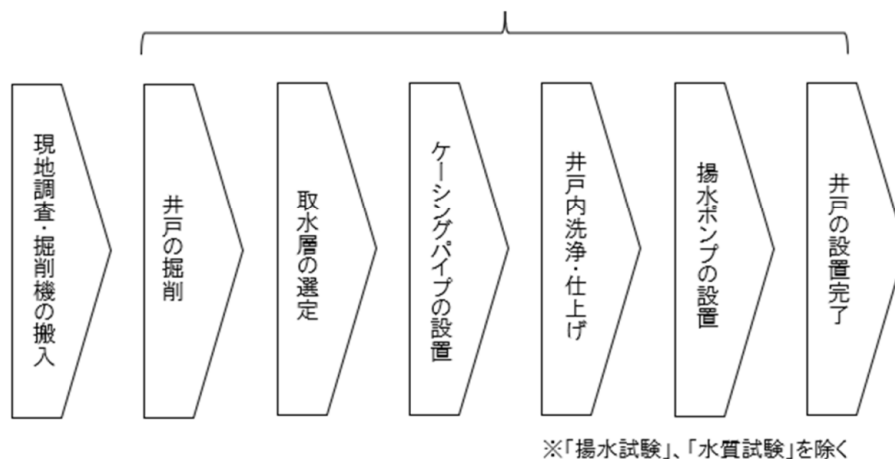 現地調査・掘削機の搬入
井戸の掘削
取水層の選定
ケーシングパイプの設置
井戸内洗浄・仕上げ
揚水ポンプの設置
井戸の設置完了
※「揚水試験」、「水質試験」を除く